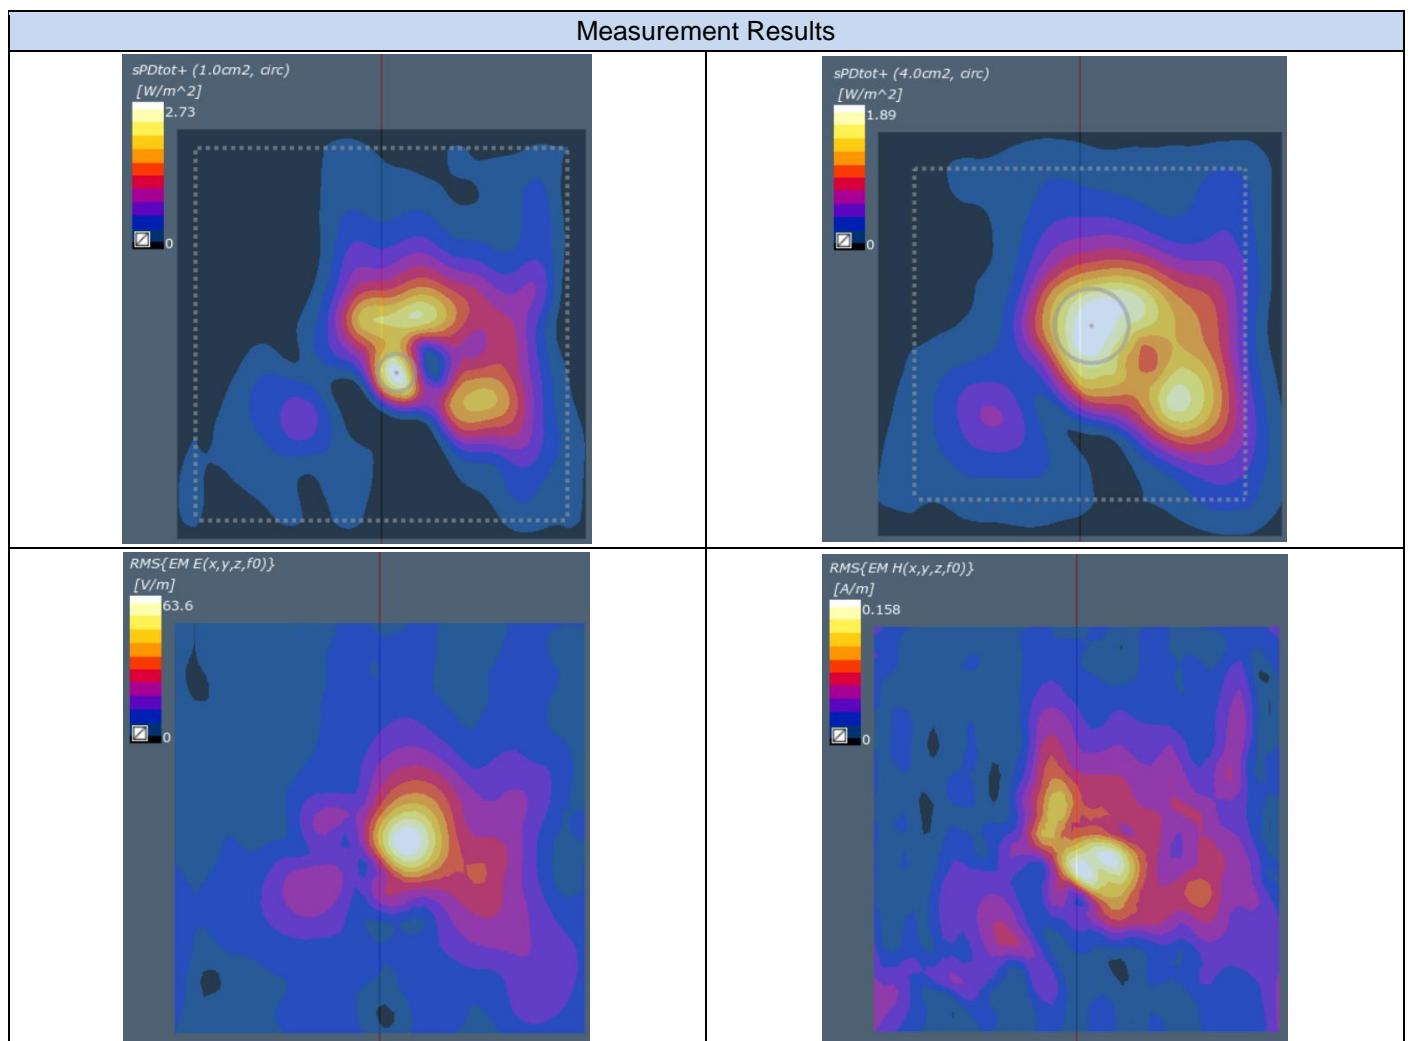 Measurement Results
sPDtot+ (1.0cm2, circ)
[W/m^2]
2.73
0
sPDtot+ (4.0cm2, circ)
[W/m^2]
1.89
0
RMS{EM E(x,y,z,f0)}
[V/m]
63.6
0
RMS{EM H(x,y,z,f0)}
[A/m]
0.158
0